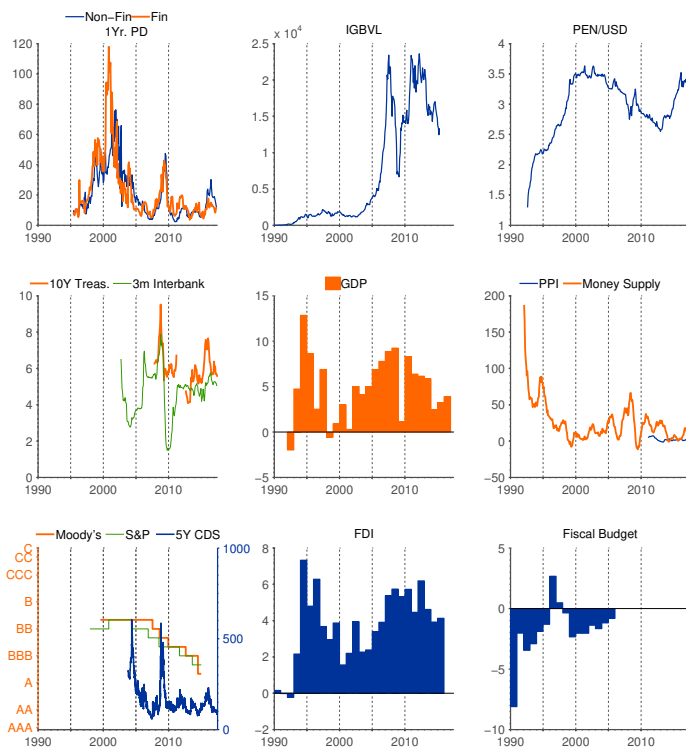 Non−Fin Fin
1Yr. PD
120
100
80
60
40
20
0
1990 2000 2010
IGBVL
2.5 x 10⁴
2
1.5
1
0.5
0
1990 2000 2010
PEN/USD
4
3.5
3
2.5
2
1.5
1
1990 2000 2010
10Y Treas. 3m Interbank
10
8
6
4
2
0
1990 2000 2010
GDP
15
10
5
0
−5
1990 2000 2010
PPI Money Supply
200
150
100
50
0
−50
1990 2000 2010
Moody's S&P 5Y CDS
C
CC
CCC
B
BB
BBB
A
AA
AAA
1000
500
0
1990 2000 2010
FDI
8
6
4
2
0
−2
1990 2000 2010
Fiscal Budget
5
0
−5
−10
1990 2000 2010